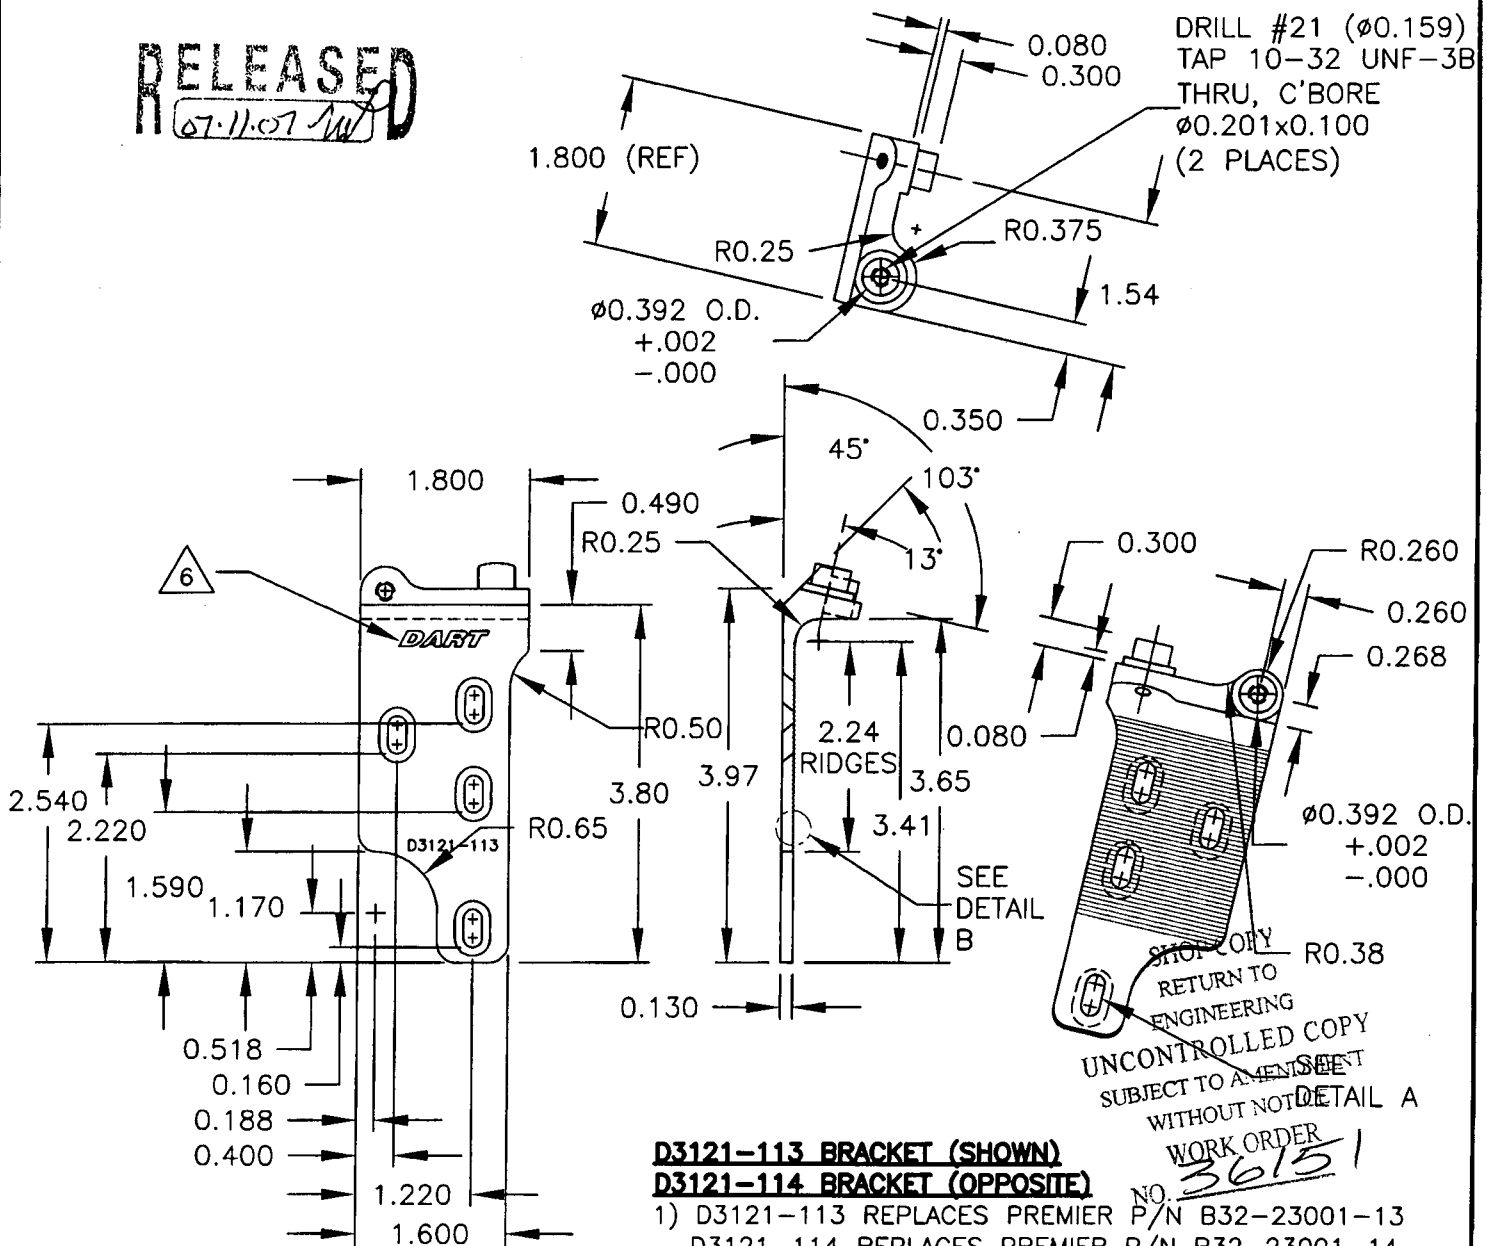 RELEASED
07.11.07
0.080
0.300
DRILL #21 (ø0.159)
TAP 10-32 UNF-3B
THRU, C'BORE
ø0.201x0.100
(2 PLACES)
1.800 (REF)
R0.25
R0.375
1.54
ø0.392 O.D.
+.002
-.000
0.350
45°
103°
13°
1.800
0.490
R0.25
6
DART
R0.50
2.540
2.220
1.590
1.170
R0.65
D3121-113
3.80
3.97
2.24
RIDGES
3.65
3.41
SEE
DETAIL
B
0.130
0.518
0.160
0.188
0.400
1.220
1.600
0.300
R0.260
0.260
0.268
0.080
ø0.392 O.D.
+.002
-.000
R0.38
SEE
DETAIL A
SHOP COPY
RETURN TO
ENGINEERING
UNCONTROLLED COPY
SUBJECT TO AMENDMENT
WITHOUT NOTICE
WORK ORDER
NO. 36151
D3121-113 BRACKET (SHOWN)
D3121-114 BRACKET (OPPOSITE)
1) D3121-113 REPLACES PREMIER P/N B32-23001-13
D3121-114 REPLACES PREMIER P/N B32-23001-14